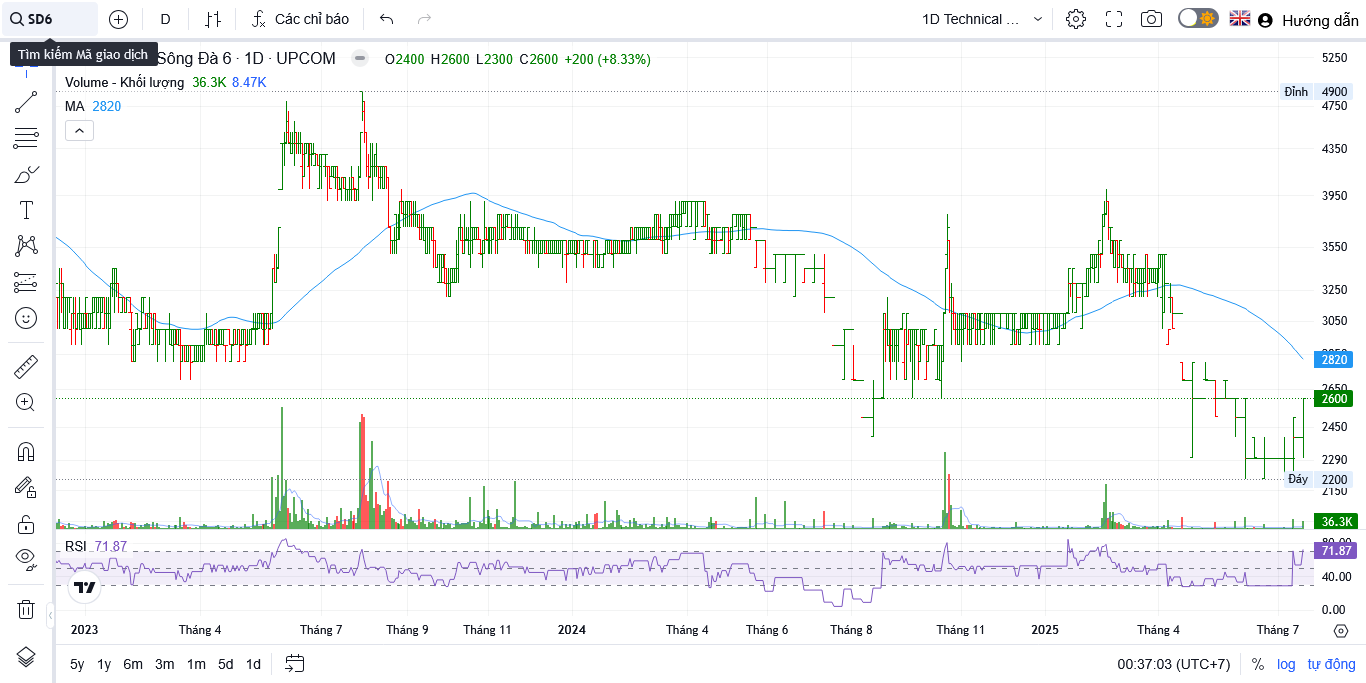 SD6 D Các chỉ báo 1D Technical ... Hướng dẫn
Tìm kiếm Mã giao dịch
Sông Đà 6 · 1D · UPCOM O2400 H2600 L2300 C2600 +200 (+8.33%)
Volume - Khối lượng 36.3K 8.47K
MA 2820
5250
Đỉnh 4900
4750
4350
3950
3550
3250
3050
2820
2650
2600
2450
2290
Đáy 2200
2150
36.3K
RSI 71.87
80.00
71.87
40.00
0.00
2023 Tháng 4 Tháng 7 Tháng 9 Tháng 11 2024 Tháng 4 Tháng 6 Tháng 8 Tháng 11 2025 Tháng 4 Tháng 7
5y 1y 6m 3m 1m 5d 1d 00:37:03 (UTC+7) % log tự động